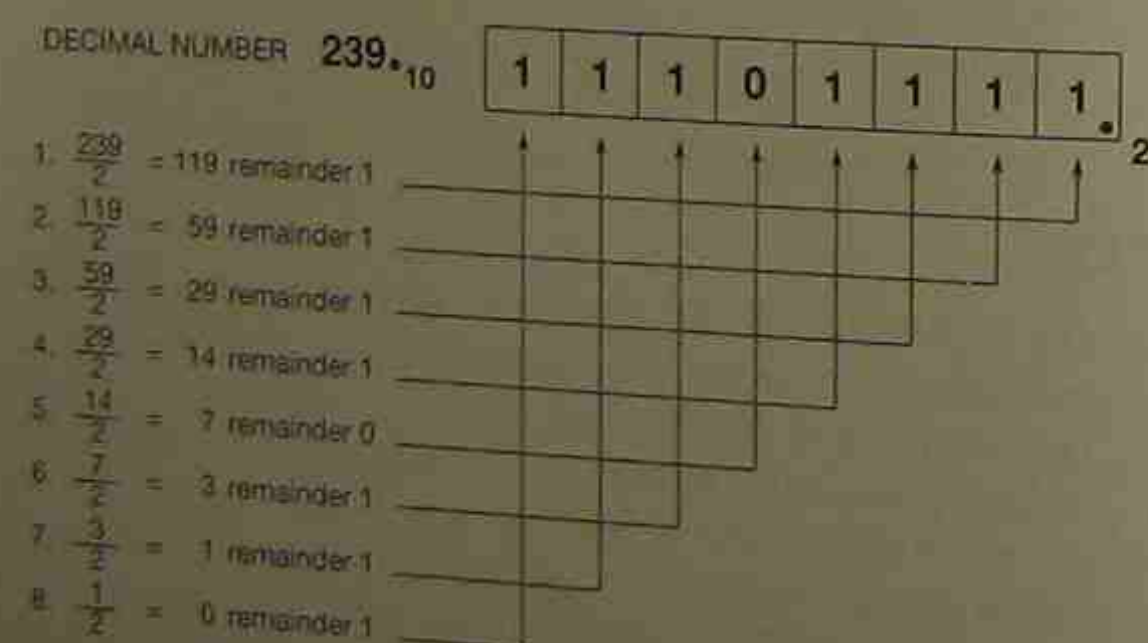 DECIMAL NUMBER 239.10 1 1 1 0 1 1 1 1.2
1. 239/2 = 119 remainder 1
2. 119/2 = 59 remainder 1
3. 59/2 = 29 remainder 1
4. 29/2 = 14 remainder 1
5. 14/2 = 7 remainder 0
6. 7/2 = 3 remainder 1
7. 3/2 = 1 remainder 1
8. 1/2 = 0 remainder 1